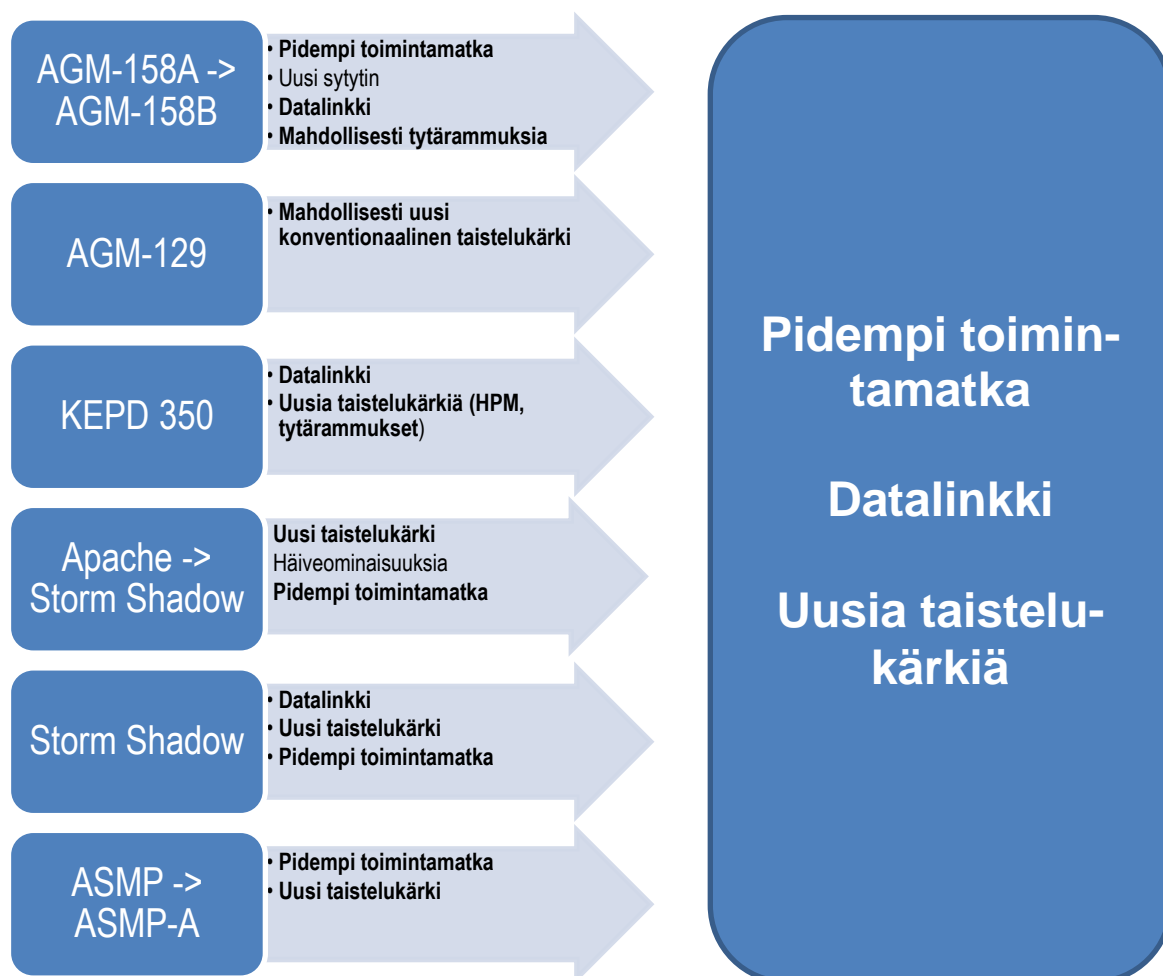 AGM-158A ->
AGM-158B
• Pidempi toimintamatka
• Uusi sytytin
• Datalinkki
• Mahdollisesti tytärammuksia
AGM-129
• Mahdollisesti uusi
konventionaalinen taistelukärki
KEPD 350
• Datalinkki
• Uusia taistelukärkiä (HPM,
tytärammukset)
Apache ->
Storm Shadow
Uusi taistelukärki
Häiveominaisuuksia
Pidempi toimintamatka
Storm Shadow
• Datalinkki
• Uusi taistelukärki
• Pidempi toimintamatka
ASMP ->
ASMP-A
• Pidempi toimintamatka
• Uusi taistelukärki
Pidempi toimin-
tamatka
Datalinkki
Uusia taistelu-
kärkiä